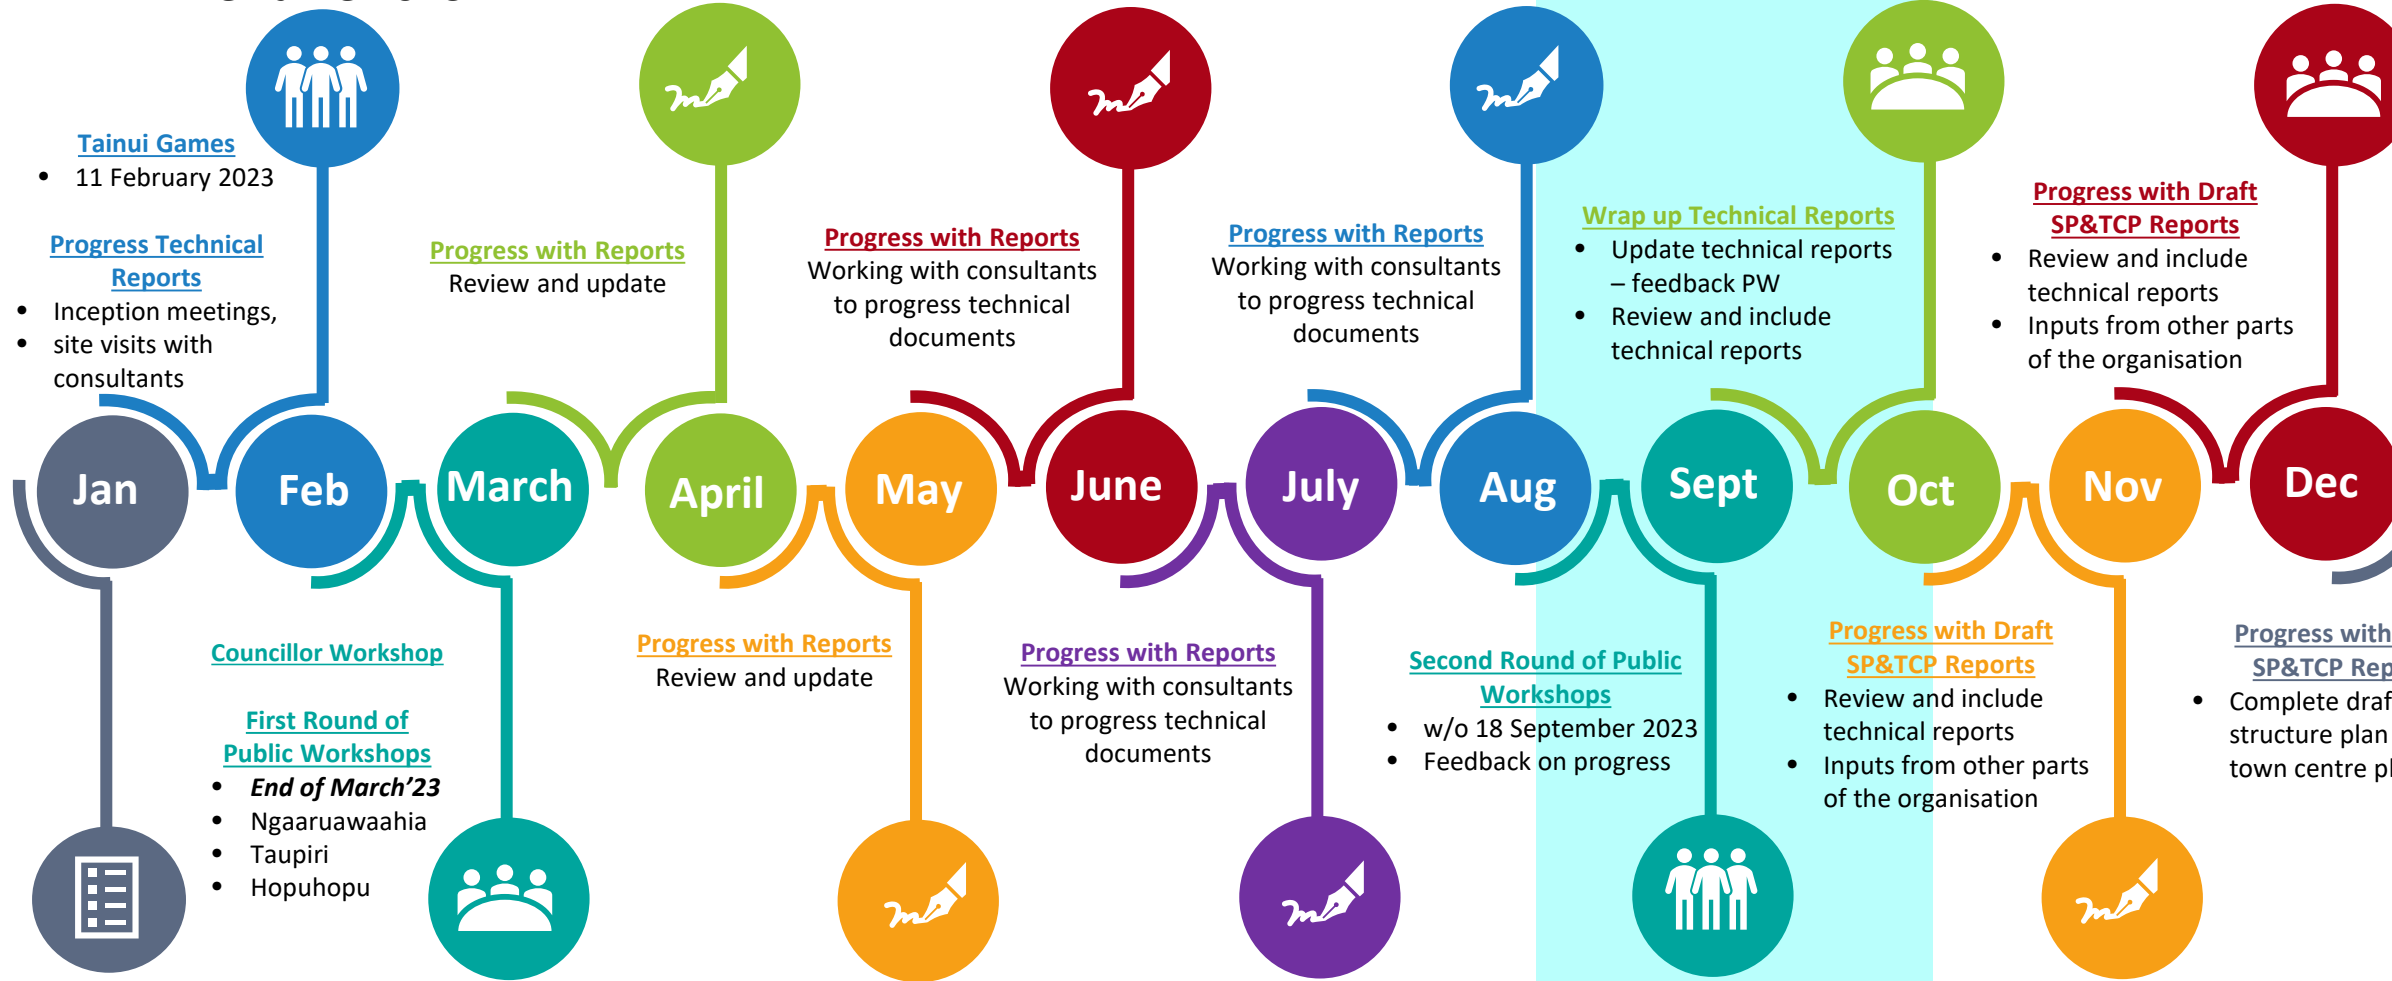 Tainui Games
• 11 February 2023
Progress Technical
Reports
• Inception meetings,
• site visits with
consultants
Progress with Reports
Review and update
Progress with Reports
Working with consultants
to progress technical
documents
Progress with Reports
Working with consultants
to progress technical
documents
Wrap up Technical Reports
• Update technical reports
– feedback PW
• Review and include
technical reports
Progress with Draft
SP&TCP Reports
• Review and include
technical reports
• Inputs from other parts
of the organisation
Jan
Feb
March
April
May
June
July
Aug
Sept
Oct
Nov
Dec
Councillor Workshop
First Round of
Public Workshops
• End of March'23
• Ngaaruawaahia
• Taupiri
• Hopuhopu
Progress with Reports
Review and update
Progress with Reports
Working with consultants
to progress technical
documents
Second Round of Public
Workshops
• w/o 18 September 2023
• Feedback on progress
Progress with Draft
SP&TCP Reports
• Review and include
technical reports
• Inputs from other parts
of the organisation
Progress with
SP&TCP
• Complete
structure plan
town centre